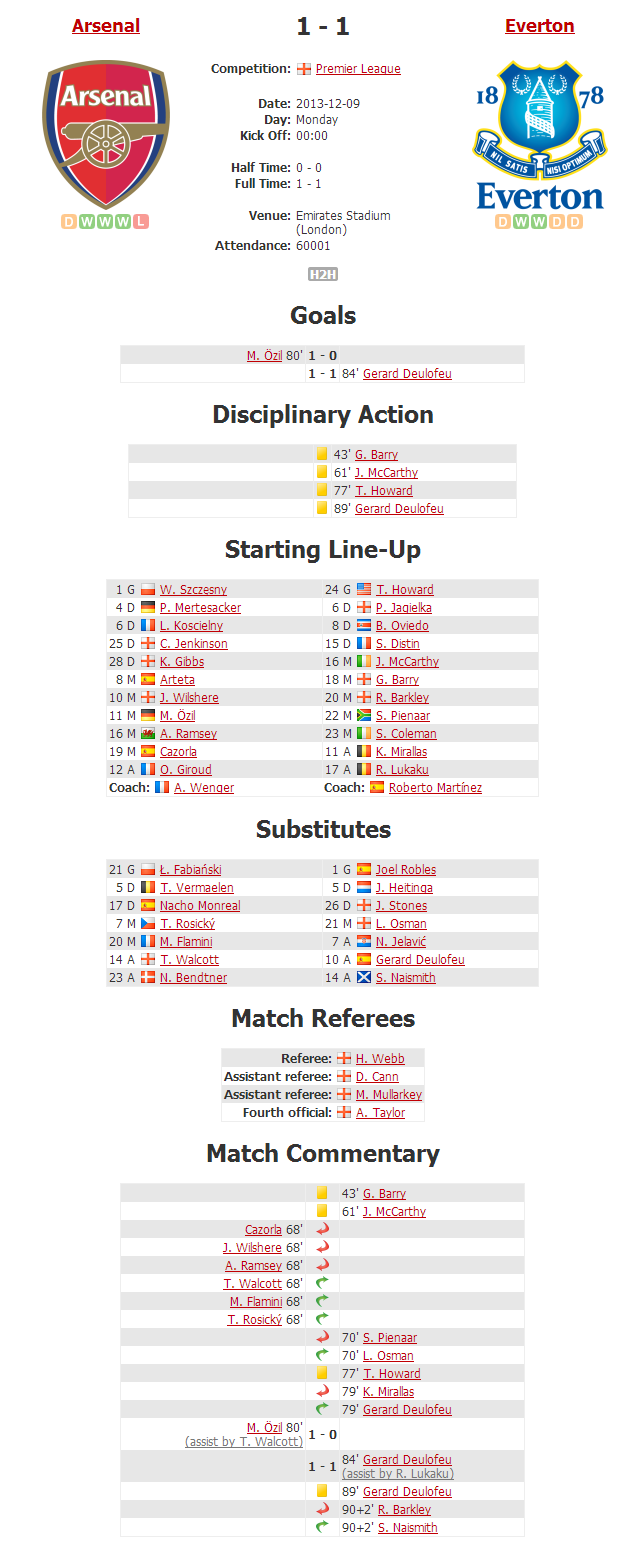 Arsenal 1 - 1 Everton
Arsenal
18 78
NIL SATIS NISI OPTIMUM
Everton
D W W W L
D W W D D
Competition: Premier League
Date: 2013-12-09
Day: Monday
Kick Off: 00:00
Half Time: 0 - 0
Full Time: 1 - 1
Venue: Emirates Stadium
(London)
Attendance: 60001
H2H
Goals
M. Özil 80' 1 - 0
1 - 1 84' Gerard Deulofeu
Disciplinary Action
43' G. Barry
61' J. McCarthy
77' T. Howard
89' Gerard Deulofeu
Starting Line-Up
1 G W. Szczęsny 24 G T. Howard
4 D P. Mertesacker 6 D P. Jagielka
6 D L. Koscielny 8 D B. Oviedo
25 D C. Jenkinson 15 D S. Distin
28 D K. Gibbs 16 M J. McCarthy
8 M Arteta 18 M G. Barry
10 M J. Wilshere 20 M R. Barkley
11 M M. Özil 22 M S. Pienaar
16 M A. Ramsey 23 M S. Coleman
19 M Cazorla 11 A K. Mirallas
12 A O. Giroud 17 A R. Lukaku
Coach: A. Wenger Coach: Roberto Martínez
Substitutes
21 G Ł. Fabiański 1 G Joel Robles
5 D T. Vermaelen 5 D J. Heitinga
17 D Nacho Monreal 26 D J. Stones
7 M T. Rosický 21 M L. Osman
20 M M. Flamini 7 A N. Jelavić
14 A T. Walcott 10 A Gerard Deulofeu
23 A N. Bendtner 14 A S. Naismith
Match Referees
Referee: H. Webb
Assistant referee: D. Cann
Assistant referee: M. Mullarkey
Fourth official: A. Taylor
Match Commentary
43' G. Barry
61' J. McCarthy
Cazorla 68'
J. Wilshere 68'
A. Ramsey 68'
T. Walcott 68'
M. Flamini 68'
T. Rosický 68'
70' S. Pienaar
70' L. Osman
77' T. Howard
79' K. Mirallas
79' Gerard Deulofeu
M. Özil 80' 1 - 0
(assist by T. Walcott)
1 - 1 84' Gerard Deulofeu
(assist by R. Lukaku)
89' Gerard Deulofeu
90+2' R. Barkley
90+2' S. Naismith